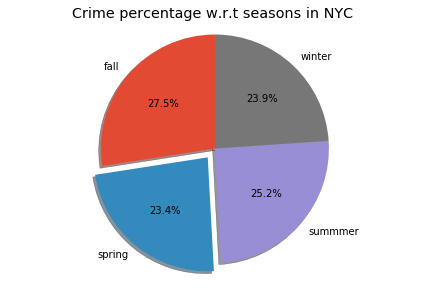 Crime percentage w.r.t seasons in NYC
fall
winter
27.5%
23.9%
23.4%
25.2%
spring
summmer